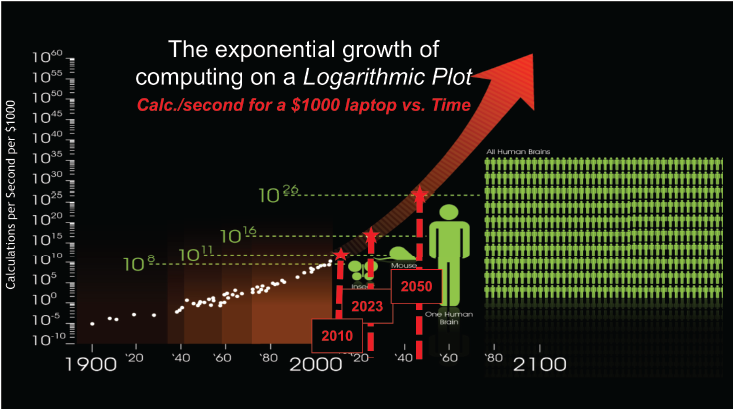 The exponential growth of
computing on a Logarithmic Plot
Calc./second for a $1000 laptop vs. Time
Calculations per Second per $1000
10^60
10^55
10^50
10^45
10^40
10^35
10^30
10^25
10^20
10^15
10^10
10^5
10^0
10^-5
10^-10
All Human Brains
10^26
10^16
10^11
10^8
Mouse
Insect
2050
2023
2010
One Human
Brain
1900 '20 '40 '60 '80 2000 '20 '40 '60 '80 2100